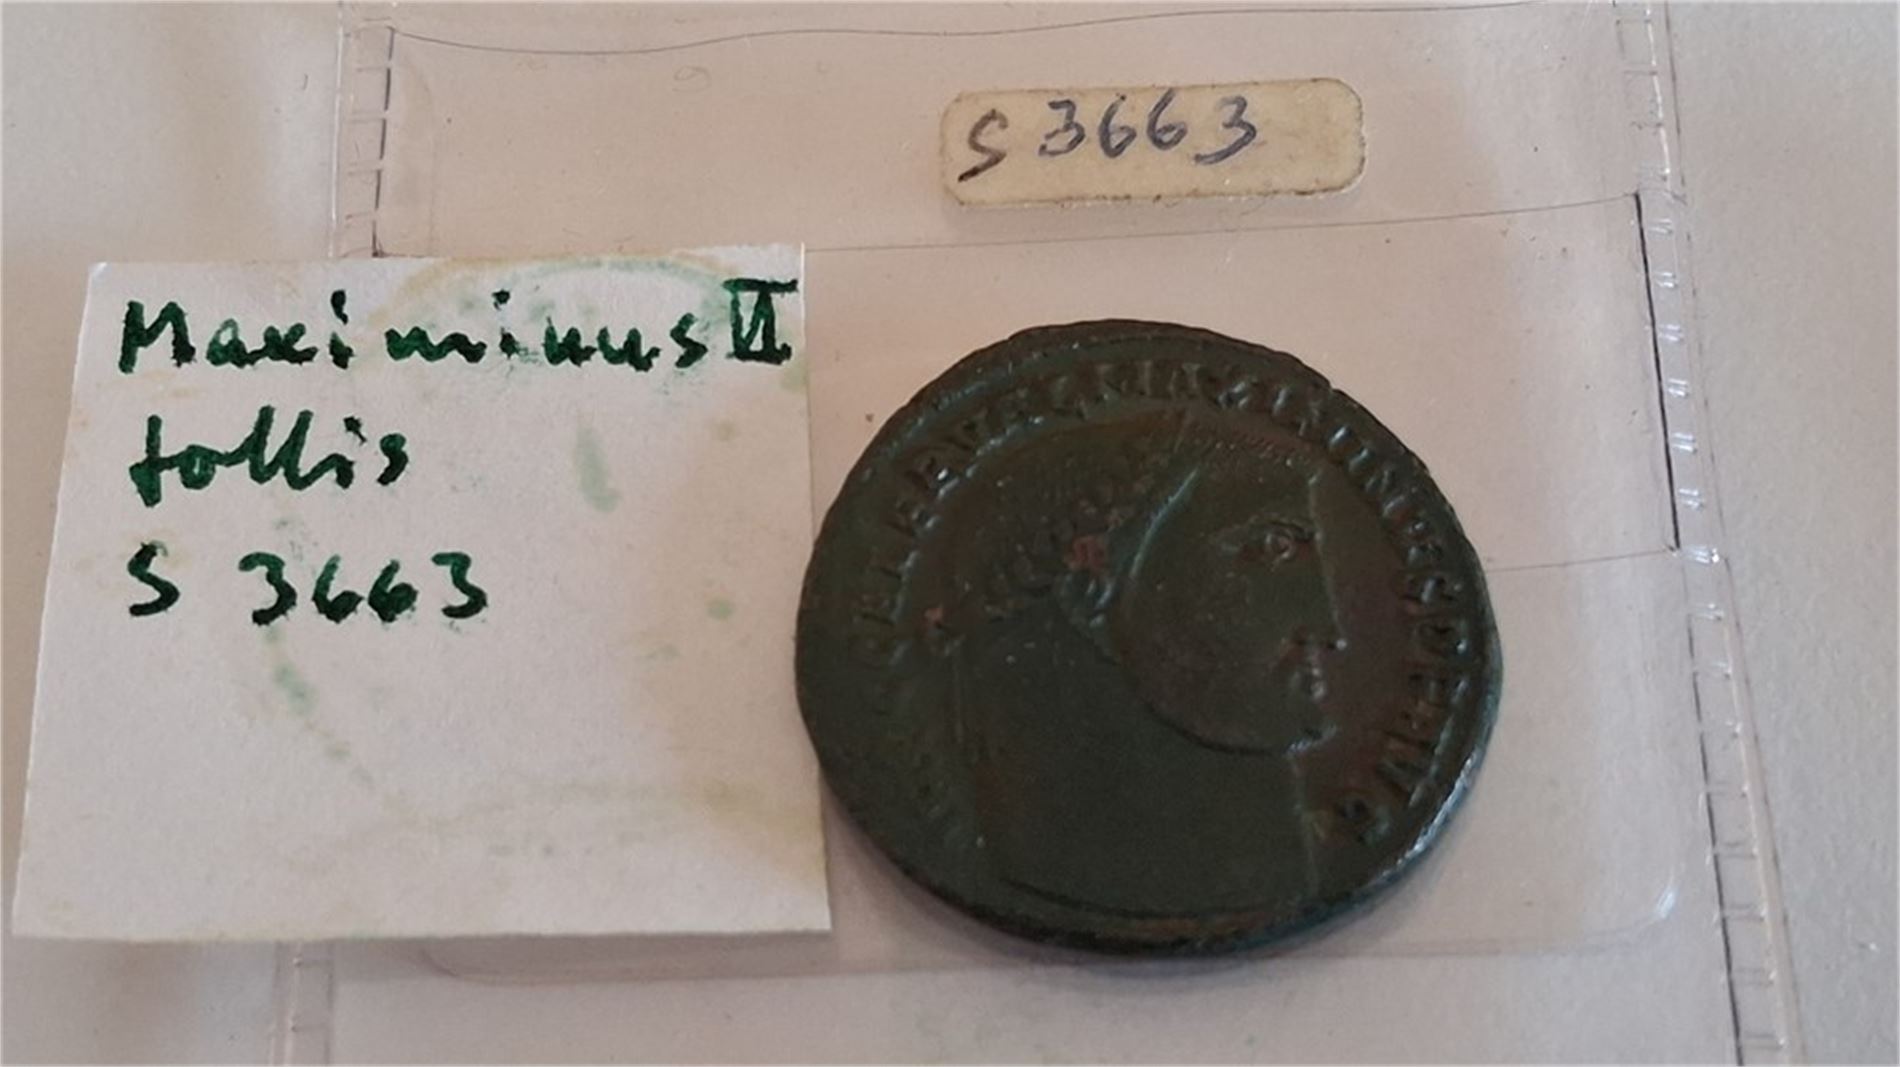 S 3663
Maximinus II
follis
S 3663